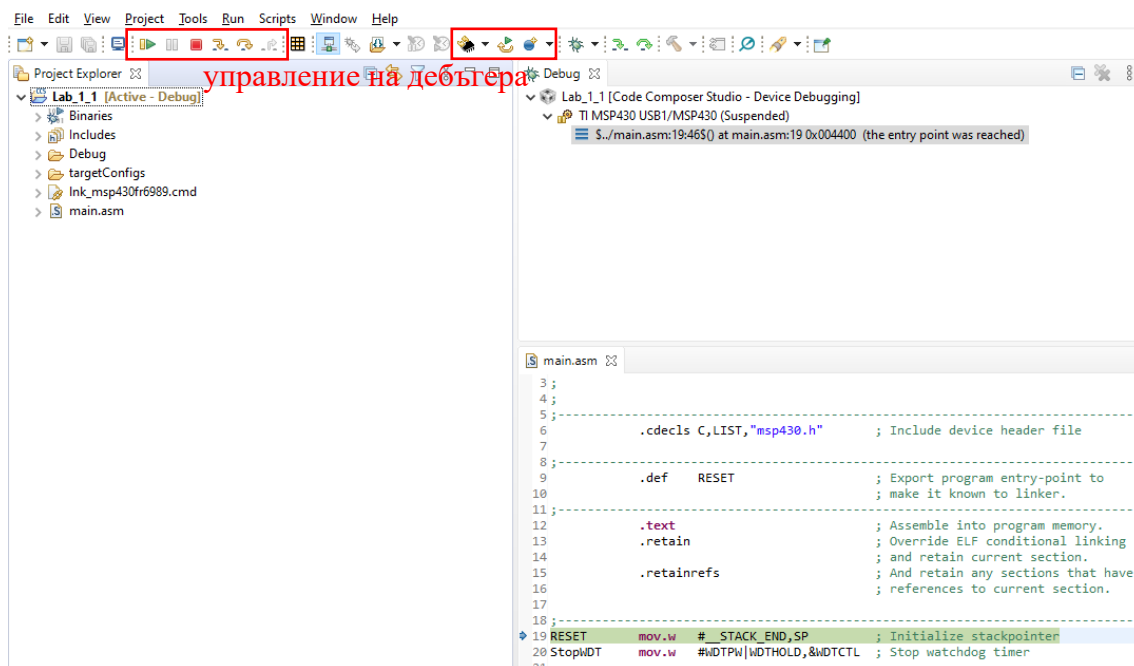 File Edit View Project Tools Run Scripts Window Help
Project Explorer
управление на дебъгера
Debug
Lab_1_1 [Active - Debug]
Binaries
Includes
Debug
targetConfigs
lnk_msp430fr6989.cmd
main.asm
Lab_1_1 [Code Composer Studio - Device Debugging]
TI MSP430 USB1/MSP430 (Suspended)
$../main.asm:19:46$() at main.asm:19 0x004400 (the entry point was reached)
main.asm
3 ;
4 ;
5 ;-------------------------------------------------------------------------------
6 .cdecls C,LIST,"msp430.h" ; Include device header file
7
8 ;-------------------------------------------------------------------------------
9 .def RESET ; Export program entry-point to
10 ; make it known to linker.
11 ;-------------------------------------------------------------------------------
12 .text ; Assemble into program memory.
13 .retain ; Override ELF conditional linking
14 ; and retain current section.
15 .retainrefs ; And retain any sections that have
16 ; references to current section.
17
18 ;-------------------------------------------------------------------------------
19 RESET mov.w #__STACK_END,SP ; Initialize stackpointer
20 StopWDT mov.w #WDTPW|WDTHOLD,&WDTCTL ; Stop watchdog timer